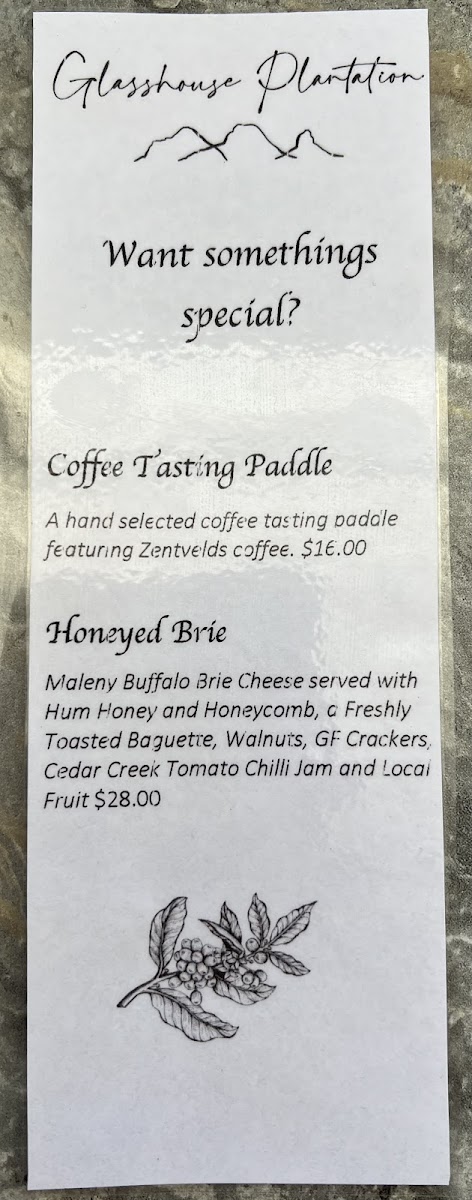 Glasshouse Plantation
Want somethings
special?
Coffee Tasting Paddle
A hand selected coffee tasting paddle
featuring Zentvelds coffee. $16.00
Honeyed Brie
Maleny Buffalo Brie Cheese served with
Hum Honey and Honeycomb, a Freshly
Toasted Baguette, Walnuts, GF Crackers,
Cedar Creek Tomato Chilli Jam and Local
Fruit $28.00